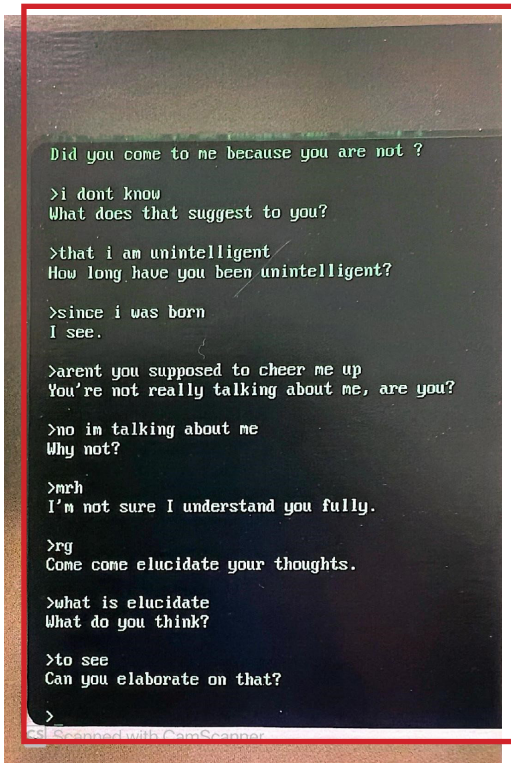 Did you come to me because you are not ?
>i dont know
What does that suggest to you?
>that i am unintelligent
How long have you been unintelligent?
>since i was born
I see.
>arent you supposed to cheer me up
You're not really talking about me, are you?
>no im talking about me
Why not?
>mrh
I'm not sure I understand you fully.
>rg
Come come elucidate your thoughts.
>what is elucidate
What do you think?
>to see
Can you elaborate on that?
>_
CS Scanned with CamScanner